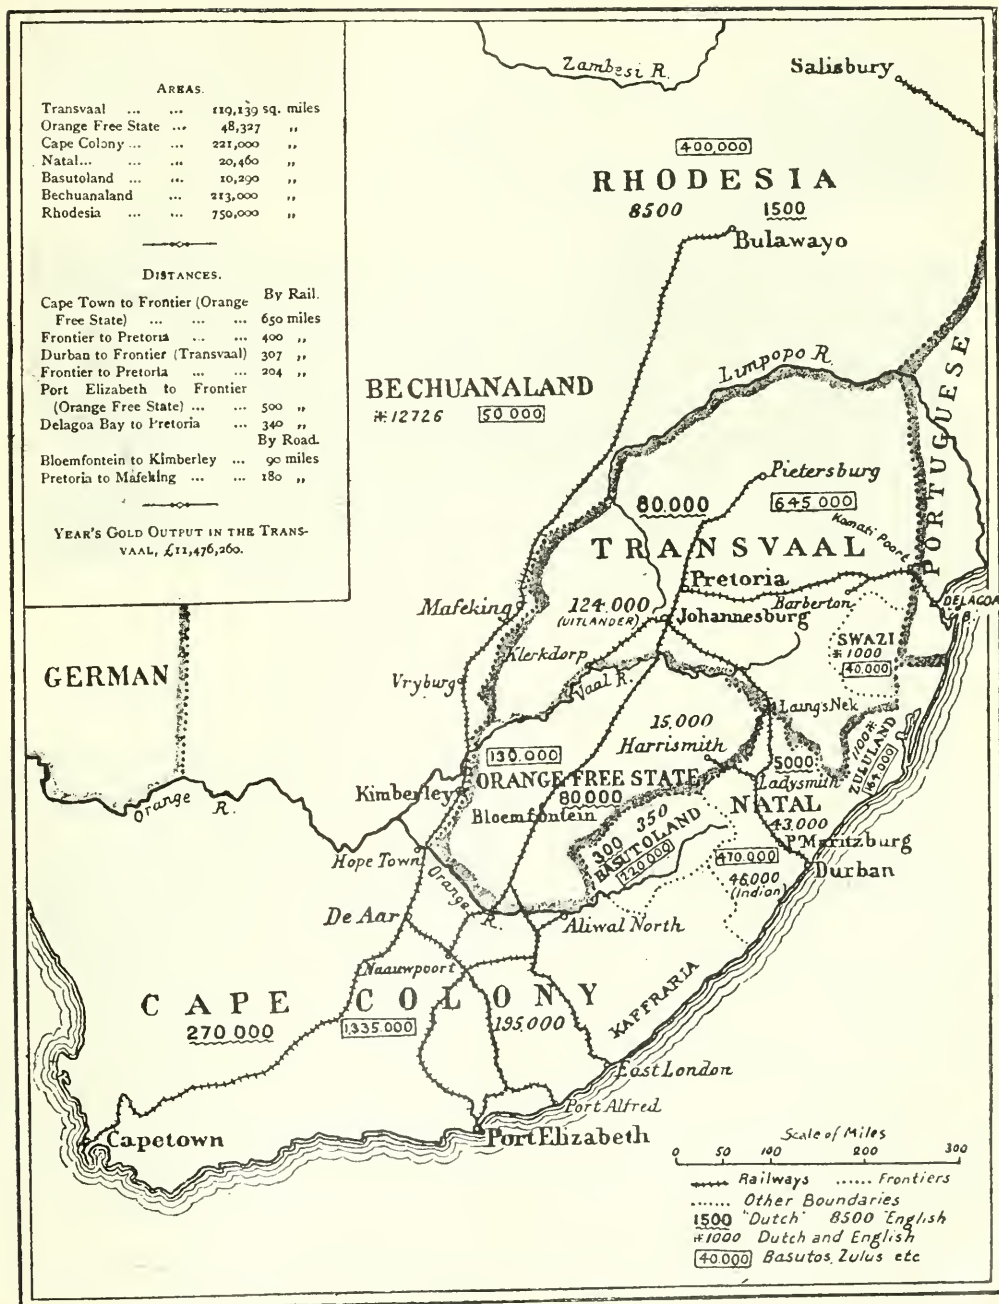 AREAS.
Transvaal ... ... 119,139 sq. miles
Orange Free State ... 48,327 „
Cape Colony ... ... 221,000 „
Natal... ... ... 20,460 „
Basutoland ... ... 10,290 „
Bechuanaland ... 213,000 „
Rhodesia ... ... 750,000 „
DISTANCES.
By Rail.
Cape Town to Frontier (Orange
Free State) ... ... ... 650 miles
Frontier to Pretoria ... ... 400 „
Durban to Frontier (Transvaal) 307 „
Frontier to Pretoria ... ... 204 „
Port Elizabeth to Frontier
(Orange Free State) ... ... 500 „
Delagoa Bay to Pretoria ... 340 „
By Road.
Bloemfontein to Kimberley ... 90 miles
Pretoria to Mafeking ... ... 180 „
YEAR'S GOLD OUTPUT IN THE TRANS-
VAAL, £11,476,260.
Zambesi R.
Salisbury
400,000
RHODESIA
8500 1500
Bulawayo
Limpopo R.
BECHUANALAND
*12726 50 000
PORTUGUESE
Pietersburg
80.000 645 000
Komati Poort
TRANSVAAL
Pretoria
Mafeking
124.000
(UITLANDER)
Johannesburg
Barberton
DELAGOA
B.
SWAZI
*1000
40.000
Klerkdorp
GERMAN
Vryburg
Vaal R.
Laing's Nek
15.000
Harrismith
100*
ZULULAND
164.000
130.000
ORANGE FREE STATE
80.000
5000
Ladysmith
Kimberley
Bloemfontein
Orange R.
NATAL
43.000
300 350
BASUTOLAND
220.000
P'Maritzburg
470.000
Durban
46,000
(Indian)
Hope Town
Orange R.
De Aar
Aliwal North
Naauwpoort
KAFFRARIA
CAPE COLONY
270 000 1,335.000 195.000
East London
Port Alfred
Capetown
Port Elizabeth
Scale of Miles
0 50 100 200 300
Railways ...... Frontiers
....... Other Boundaries
1500 "Dutch" 8500 "English
*1000 Dutch and English
40.000 Basutos, Zulus etc